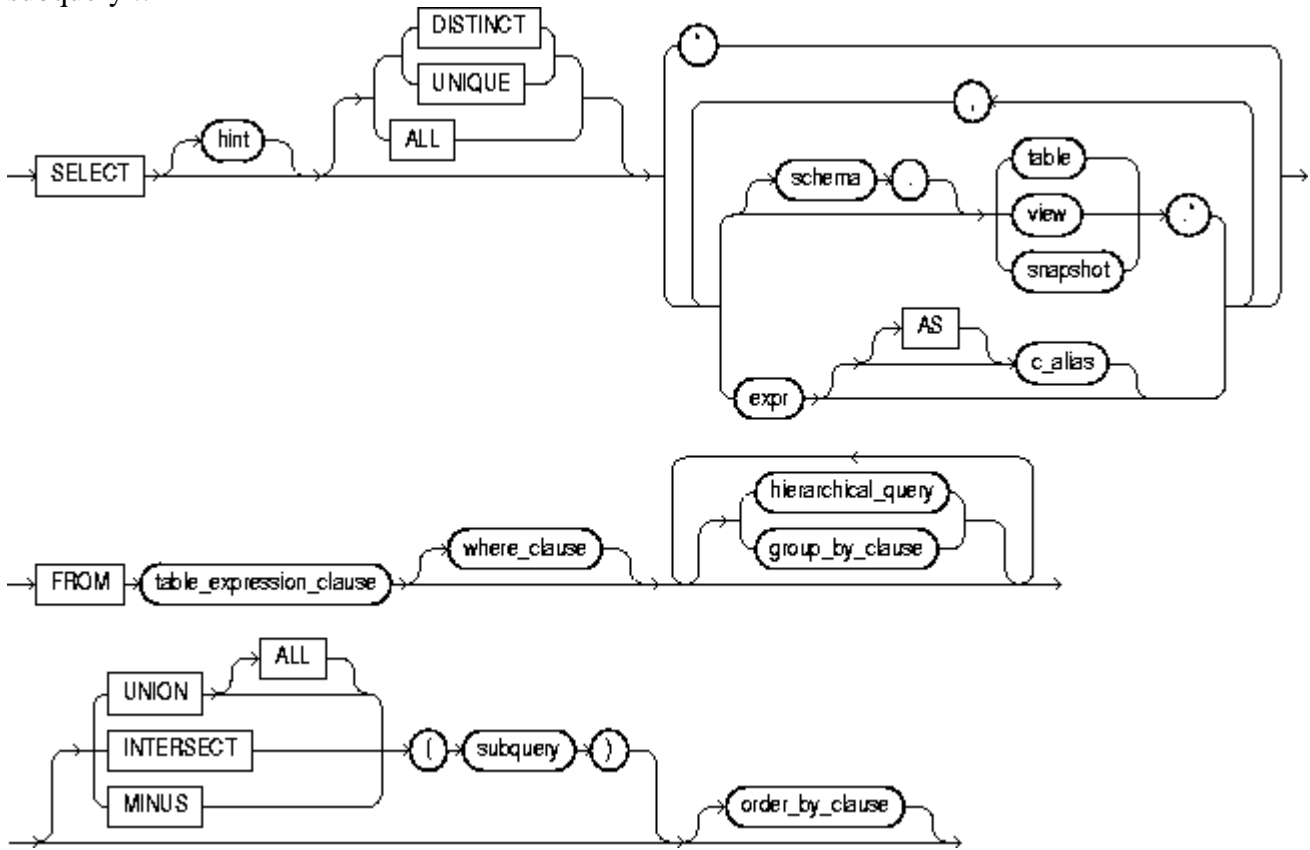 subquery ::=
DISTINCT
UNIQUE
ALL
hint
SELECT
*
,
schema .
table
view
snapshot
.*
AS
c_alias
expr
FROM table_expression_clause
where_clause
hierarchical_query
group_by_clause
UNION ALL
INTERSECT
MINUS
( subquery )
order_by_clause